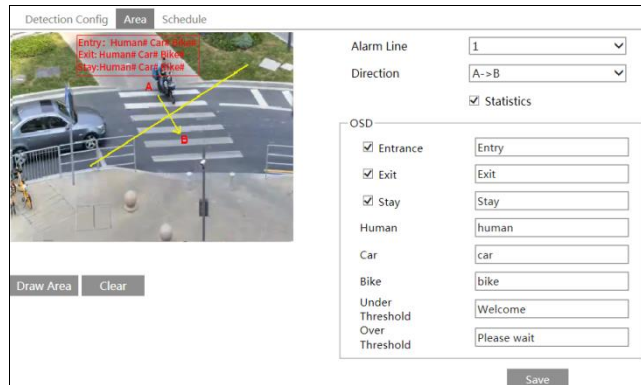 Detection Config Area Schedule
Entry: Human# Car# Bike#
Exit: Human# Car# Bike#
Stay:Human# Car# Bike#
A
B
Draw Area Clear
Alarm Line 1
Direction A->B
Statistics
OSD
Entrance Entry
Exit Exit
Stay Stay
Human human
Car car
Bike bike
Under
Threshold Welcome
Over
Threshold Please wait
Save